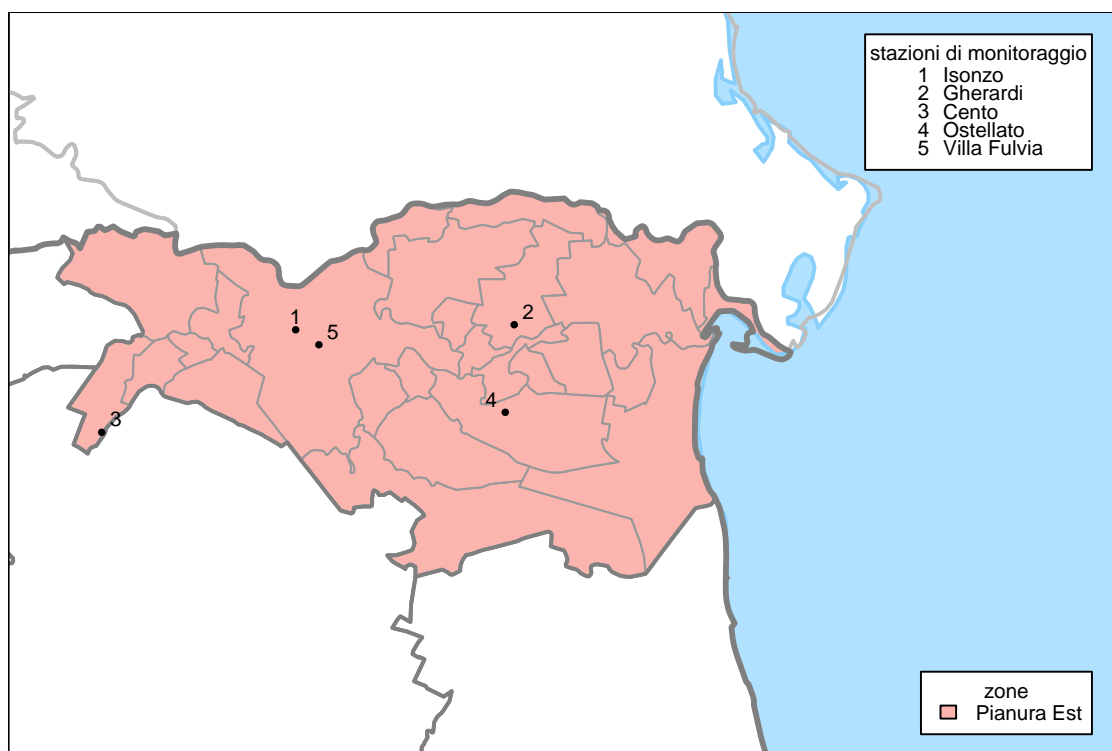 stazioni di monitoraggio
1 Isonzo
2 Gherardi
3 Cento
4 Ostellato
5 Villa Fulvia
1
5
2
4
3
zone
Pianura Est